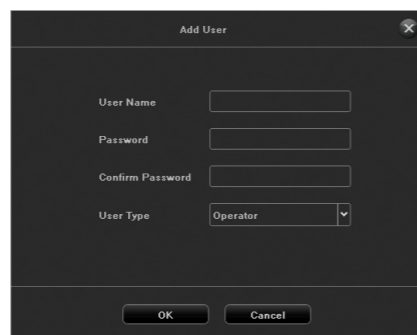 Add User
User Name
Password
Confirm Password
User Type Operator
OK Cancel